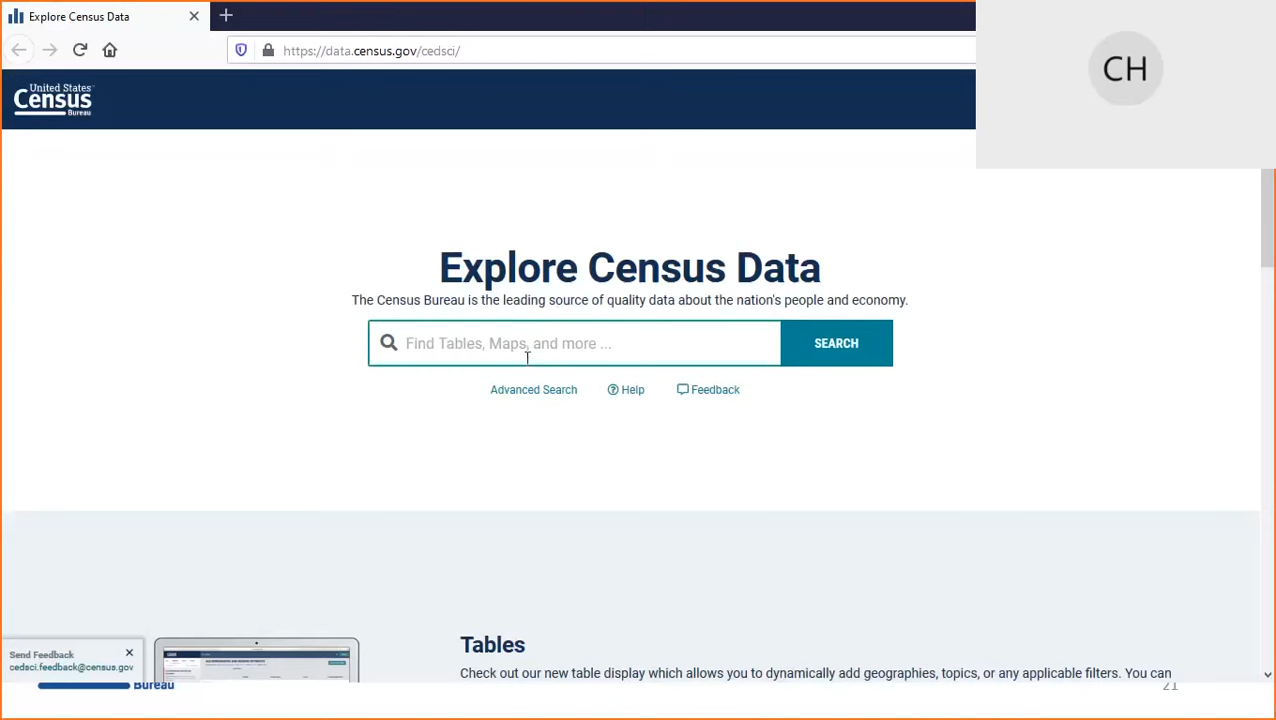 Explore Census Data
https://data.census.gov/cedsci/
CH
United States
Census
Bureau
Explore Census Data
The Census Bureau is the leading source of quality data about the nation's people and economy.
Find Tables, Maps, and more ...
SEARCH
Advanced Search
Help
Feedback
Tables
Check out our new table display which allows you to dynamically add geographies, topics, or any applicable filters. You can
Send Feedback
cedsci.feedback@census.gov
Bureau
21